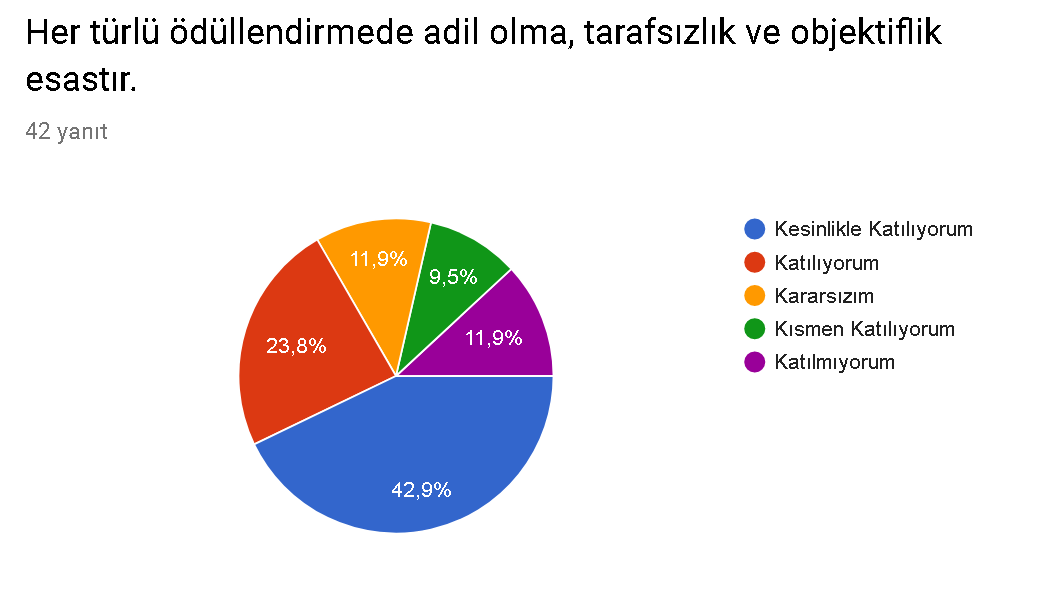 Her türlü ödüllendirmede adil olma, tarafsızlık ve objektiflik
esastır.
42 yanıt
11,9%
9,5%
23,8%
11,9%
42,9%
Kesinlikle Katılıyorum
Katılıyorum
Kararsızım
Kısmen Katılıyorum
Katılmıyorum